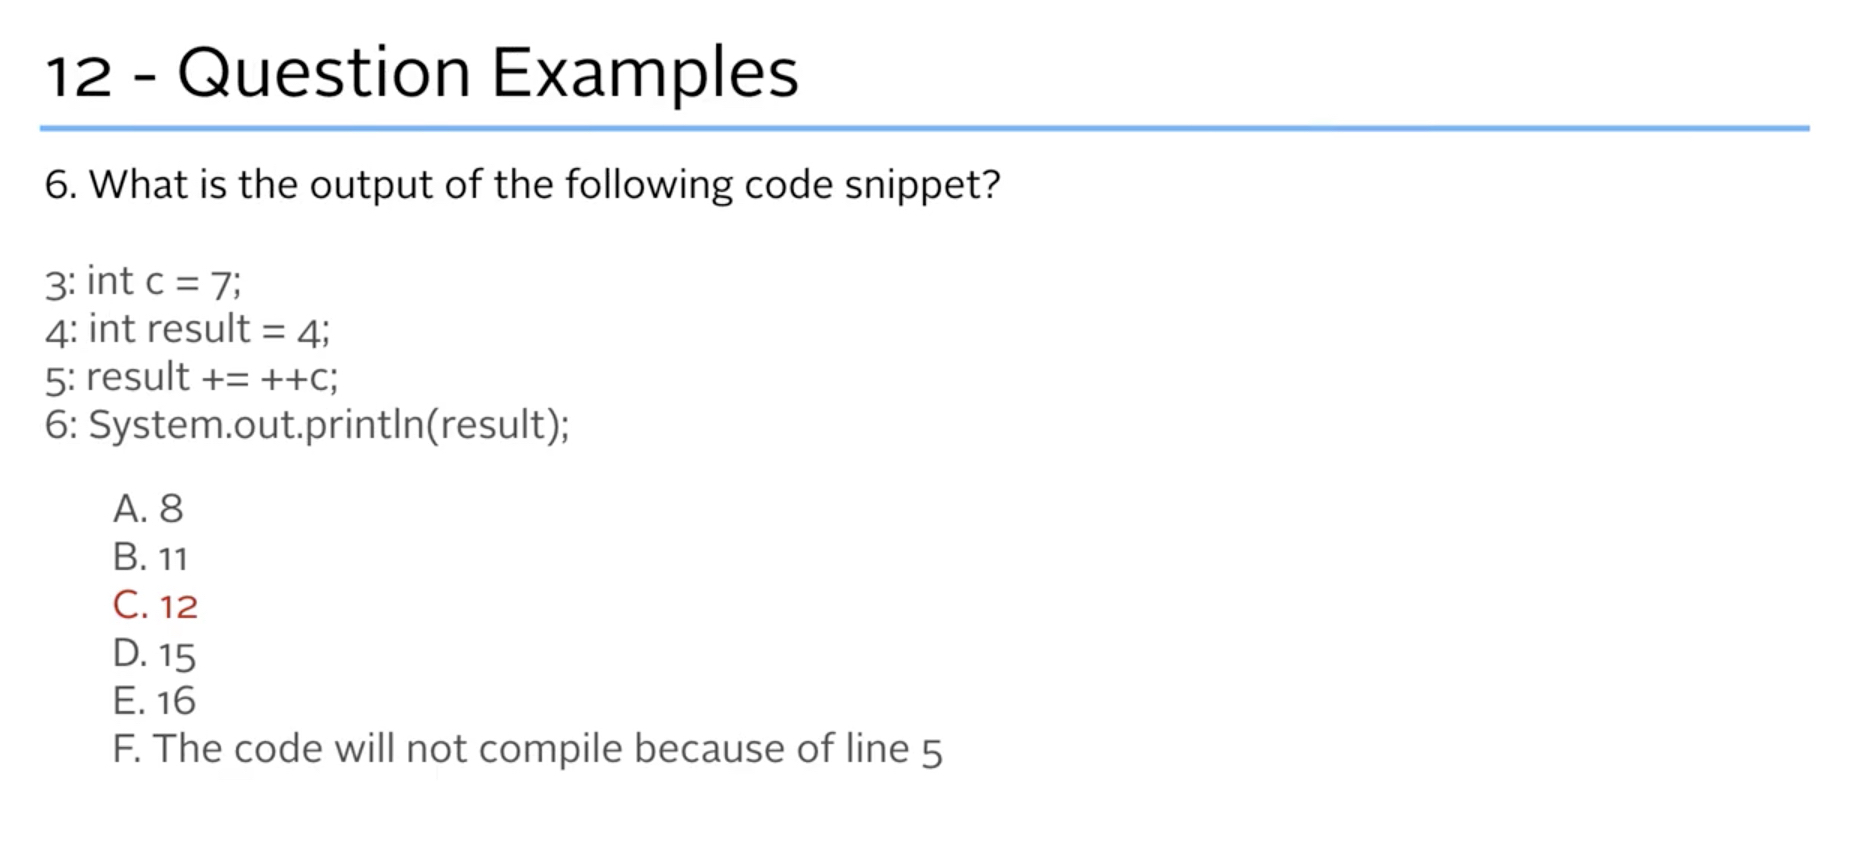 12 - Question Examples
6. What is the output of the following code snippet?
3: int c = 7;
4: int result = 4;
5: result += ++c;
6: System.out.println(result);
A. 8
B. 11
C. 12
D. 15
E. 16
F. The code will not compile because of line 5